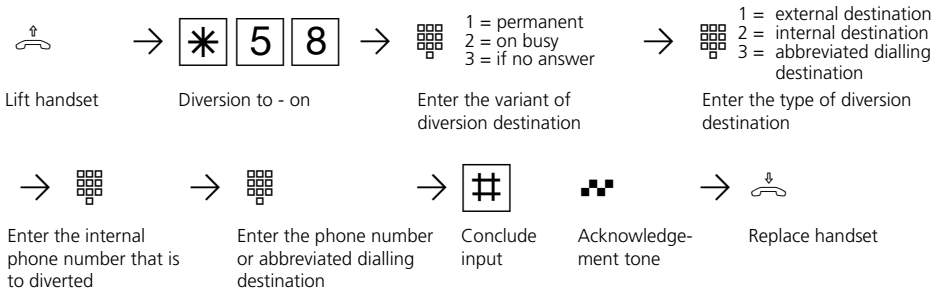 1 = permanent
2 = on busy
3 = if no answer
1 = external destination
2 = internal destination
3 = abbreviated dialling
destination
* 5 8
Lift handset
Diversion to - on
Enter the variant of
diversion destination
Enter the type of diversion
destination
#
Enter the internal
phone number that is
to diverted
Enter the phone number
or abbreviated dialling
destination
Conclude
input
Acknowledge-
ment tone
Replace handset